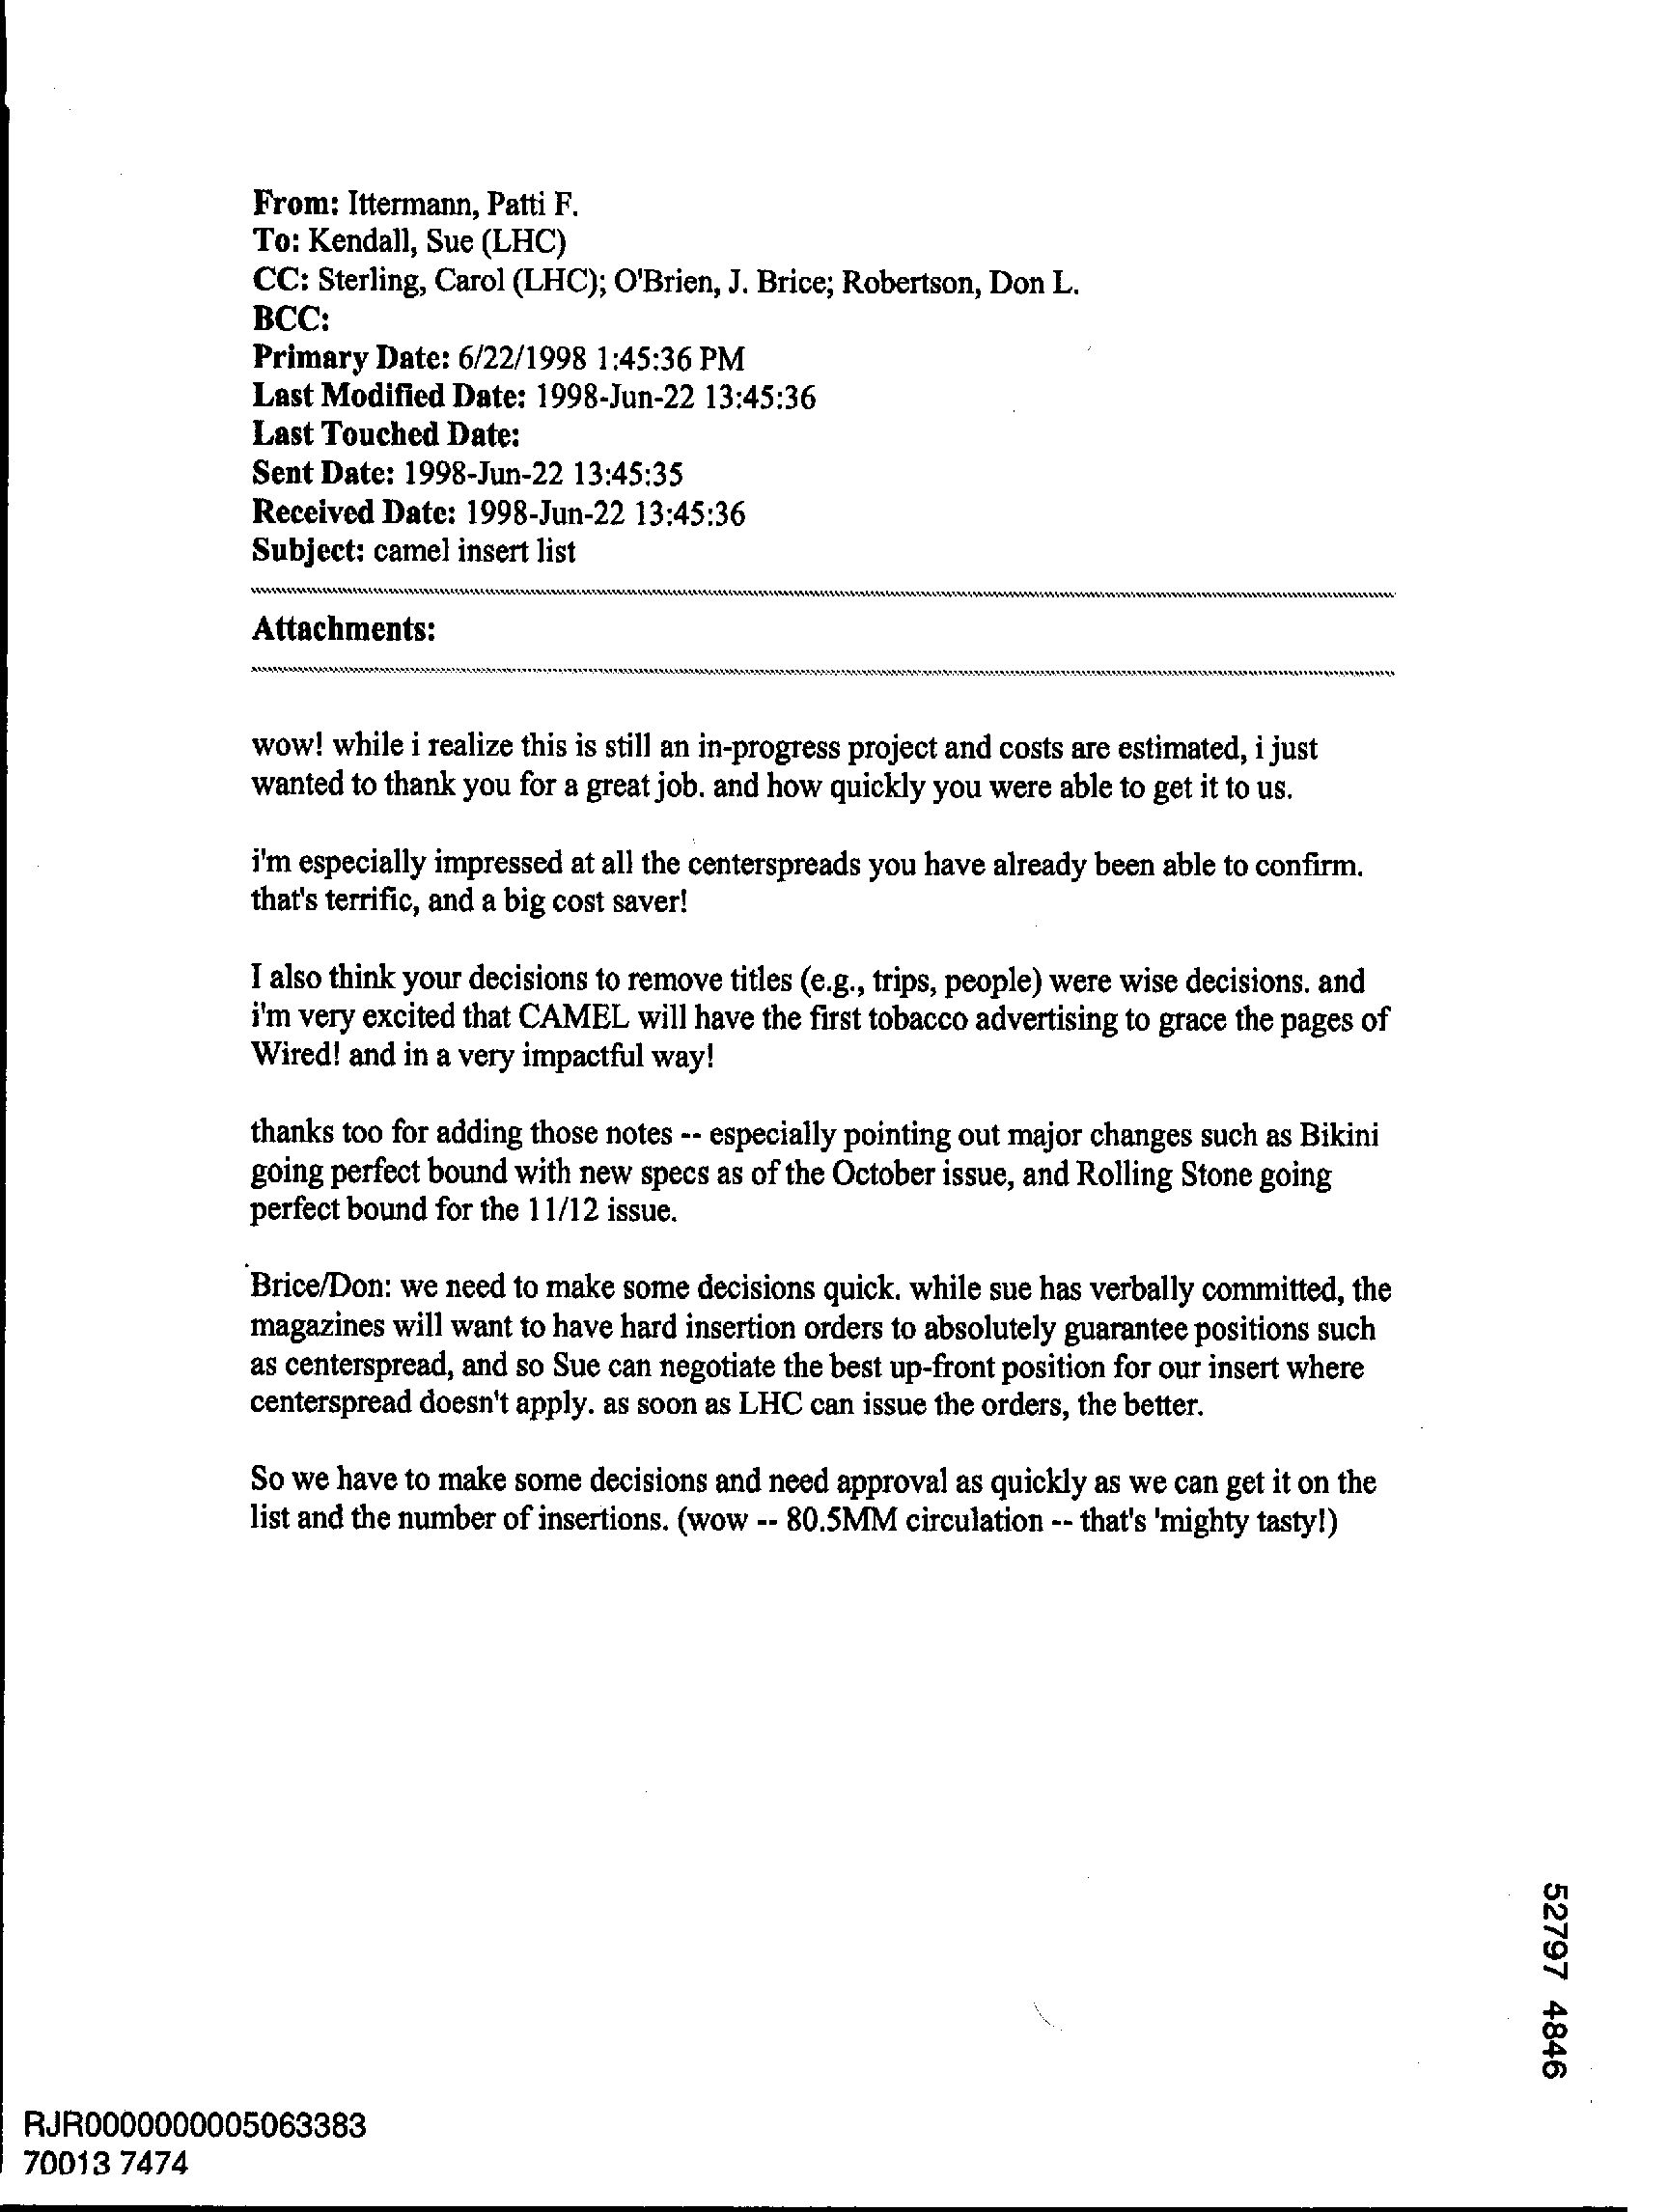 From: Ittermann, Patti F.
To: Kendall, Sue (LHC)
CC: Sterling, Carol (LHC); O'Brien, J. Brice; Robertson, Don L.
BCC:
Primary Date: 6/22/1998 1:45:36 PM
Last Modified Date: 1998-Jun-22 13:45:36
Last Touched Date:
Sent Date: 1998-Jun-22 13:45:35
Received Date: 1998-Jun-22 13:45:36
Subject: camel insert list
Attachments:
wow! while i realize this is still an in-progress project and costs are estimated, i just
wanted to thank you for a great job. and how quickly you were able to get it to us.
i'm especially impressed at all the centerspreads you have already been able to confirm.
that's terrific, and a big cost saver!
I also think your decisions to remove titles (e.g., trips, people) were wise decisions. and
i'm very excited that CAMEL will have the first tobacco advertising to grace the pages of
Wired! and in a very impactful way!
thanks too for adding those notes -- especially pointing out major changes such as Bikini
going perfect bound with new specs as of the October issue, and Rolling Stone going
perfect bound for the 11/12 issue.
Brice/Don: we need to make some decisions quick. while sue has verbally committed, the
magazines will want to have hard insertion orders to absolutely guarantee positions such
as centerspread, and so Sue can negotiate the best up-front position for our insert where
centerspread doesn't apply. as soon as LHC can issue the orders, the better.
So we have to make some decisions and need approval as quickly as we can get it on the
list and the number of insertions. (wow -- 80.5MM circulation -- that's 'mighty tasty!)
52797 4846
RJR0000000005063383
70013 7474